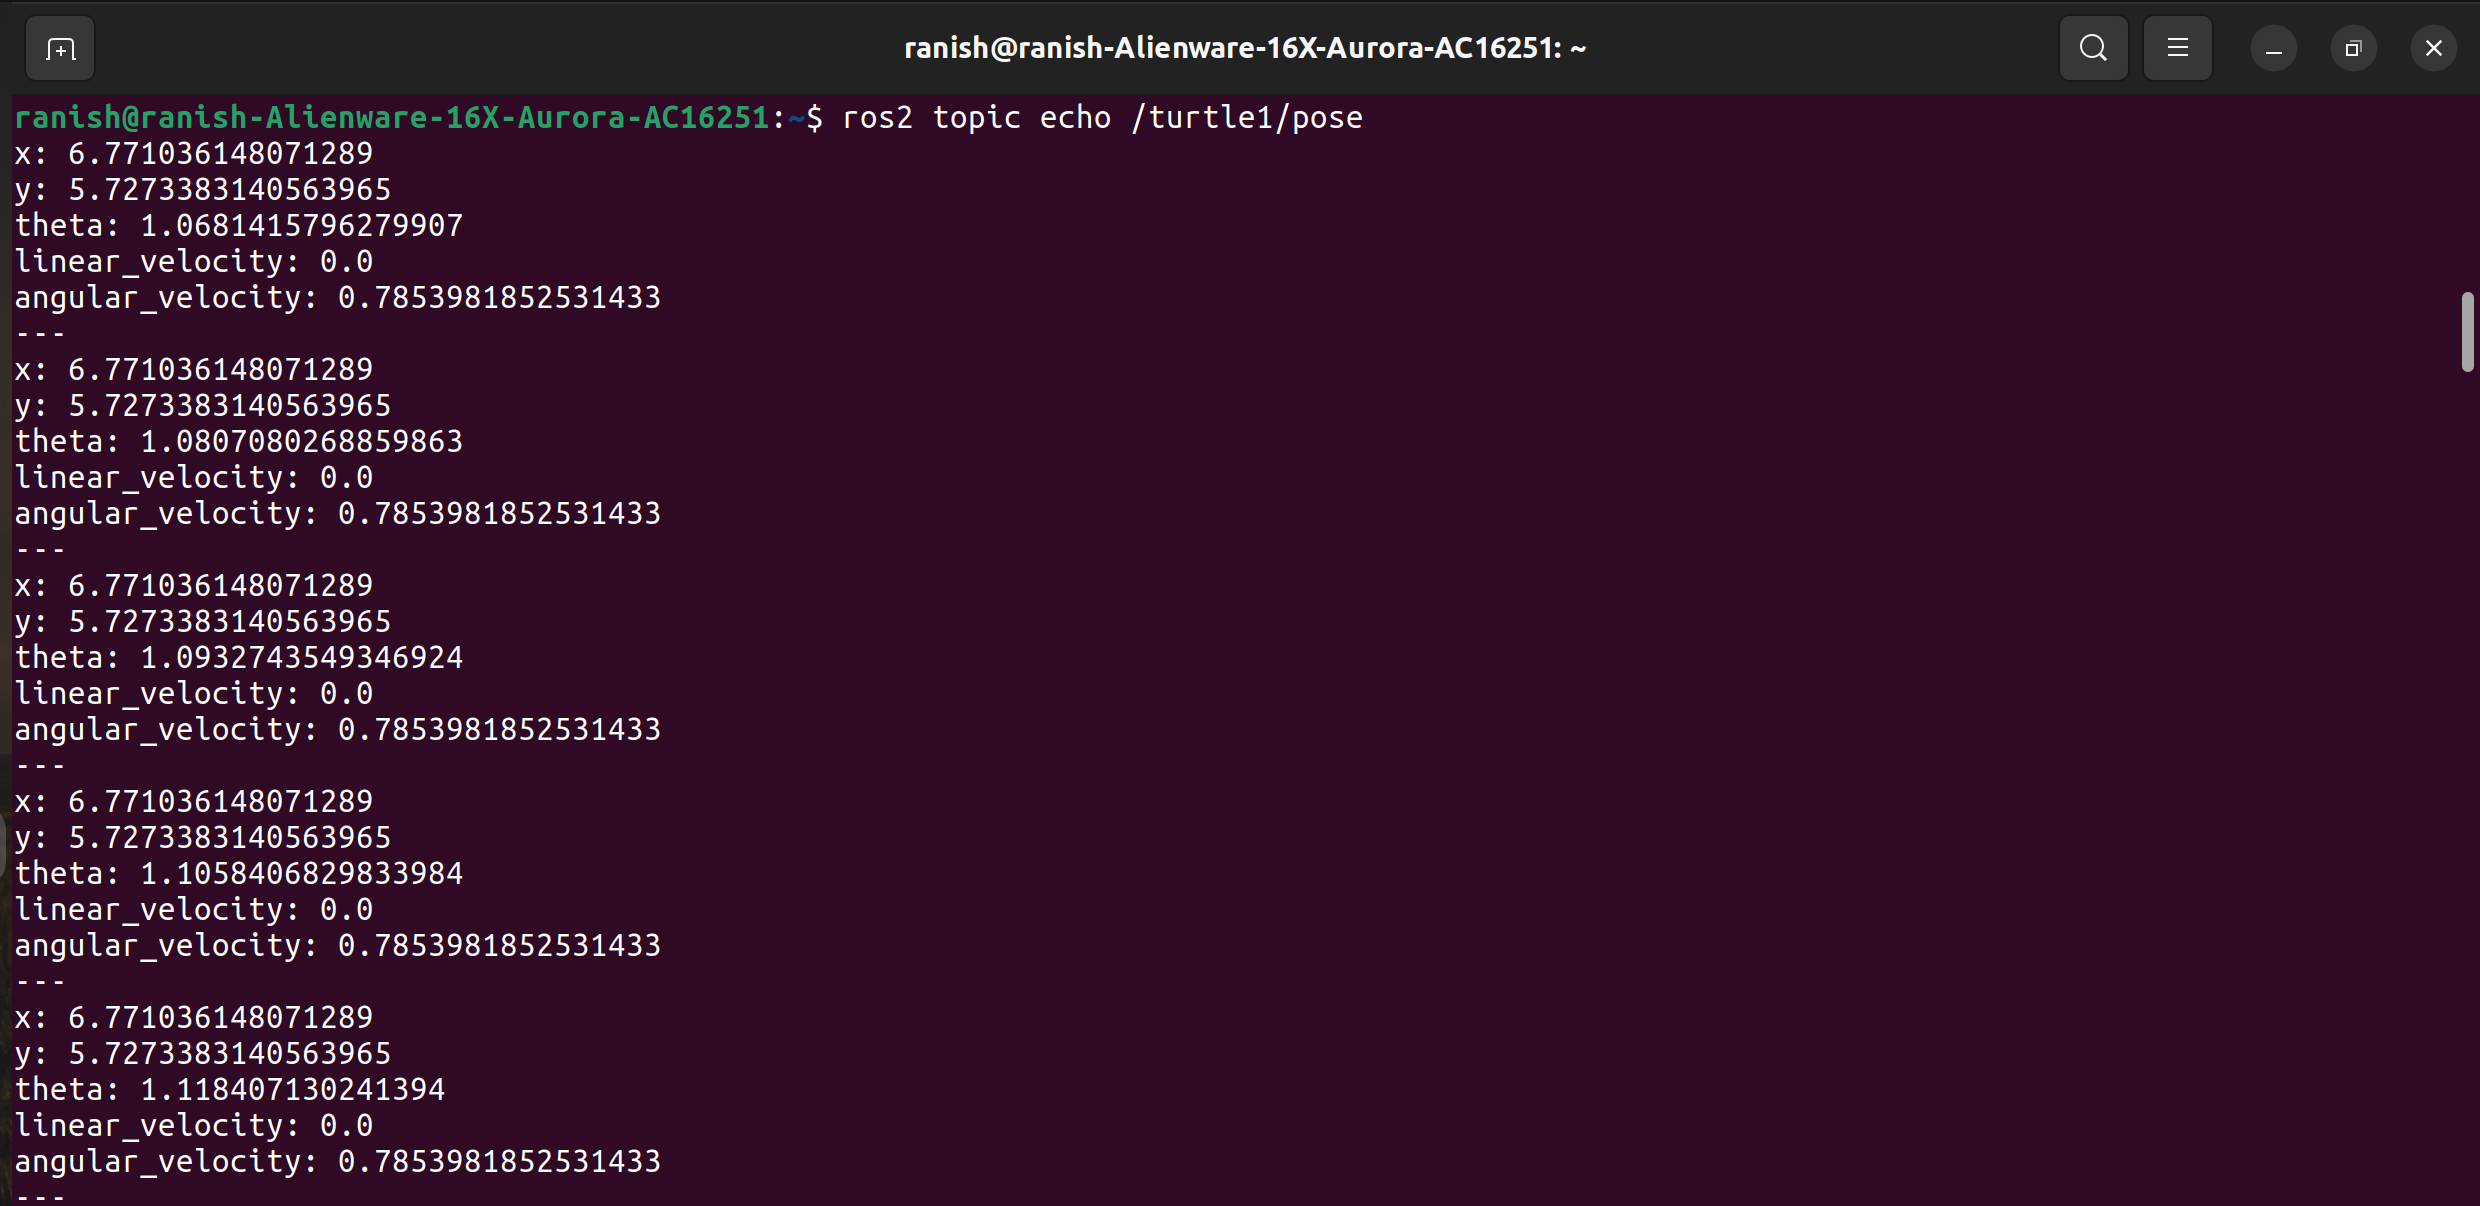 ranish@ranish-Alienware-16X-Aurora-AC16251: ~
ranish@ranish-Alienware-16X-Aurora-AC16251:~$ ros2 topic echo /turtle1/pose
x: 6.771036148071289
y: 5.7273383140563965
theta: 1.0681415796279907
linear_velocity: 0.0
angular_velocity: 0.7853981852531433
---
x: 6.771036148071289
y: 5.7273383140563965
theta: 1.0807080268859863
linear_velocity: 0.0
angular_velocity: 0.7853981852531433
---
x: 6.771036148071289
y: 5.7273383140563965
theta: 1.0932743549346924
linear_velocity: 0.0
angular_velocity: 0.7853981852531433
---
x: 6.771036148071289
y: 5.7273383140563965
theta: 1.1058406829833984
linear_velocity: 0.0
angular_velocity: 0.7853981852531433
---
x: 6.771036148071289
y: 5.7273383140563965
theta: 1.118407130241394
linear_velocity: 0.0
angular_velocity: 0.7853981852531433
---